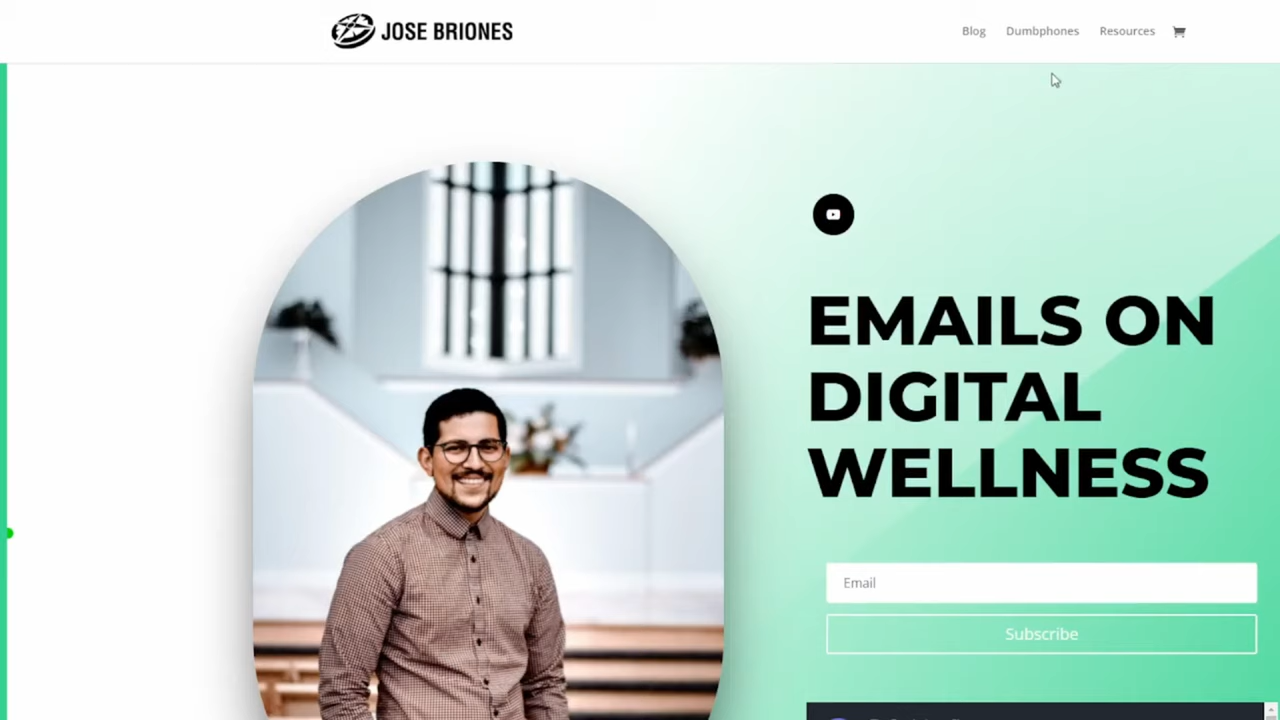 JOSE BRIONES
Blog
Dumbphones
Resources
EMAILS ON
DIGITAL
WELLNESS
Email
Subscribe